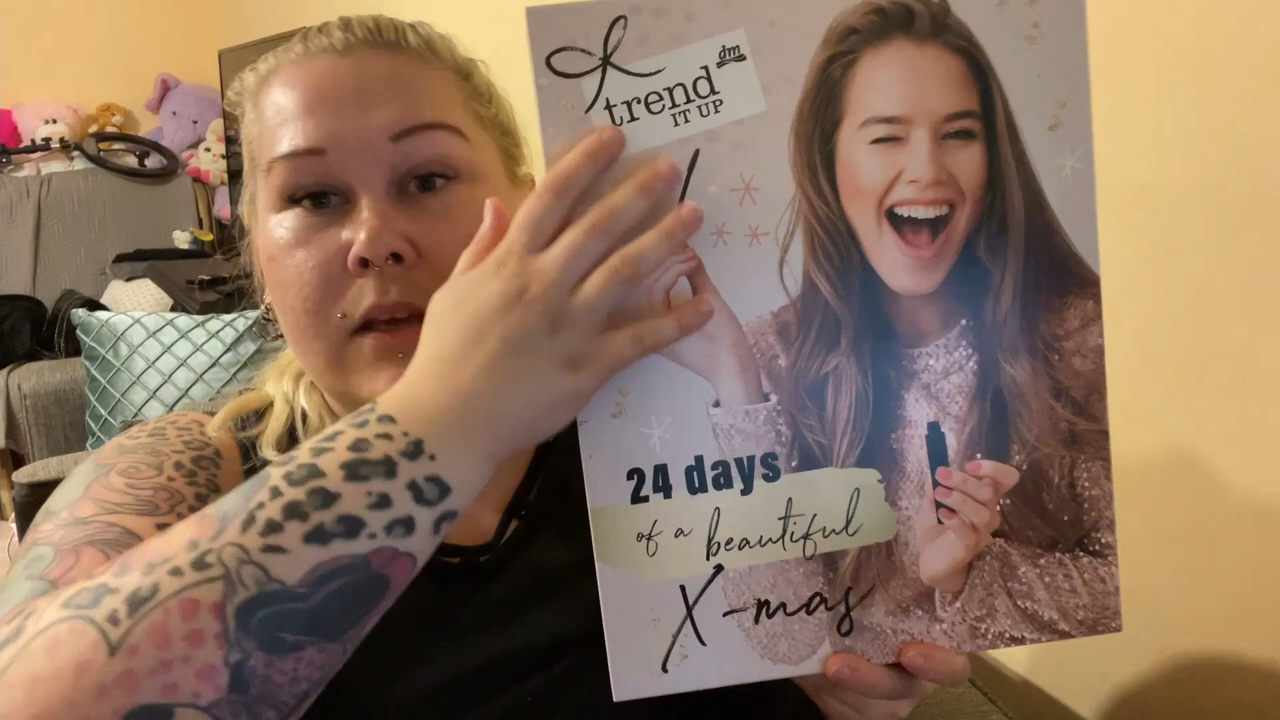 dm
trend
IT UP
24 days
of a beautiful
X-mas